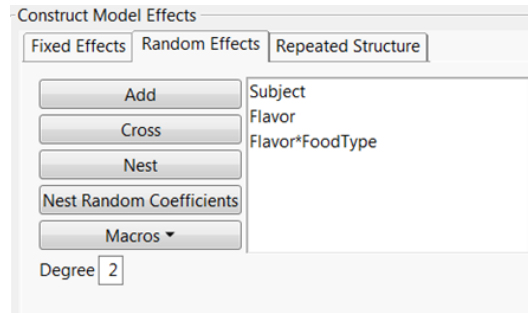 Construct Model Effects
Fixed Effects Random Effects Repeated Structure
Add
Cross
Nest
Nest Random Coefficients
Macros
Degree 2
Subject
Flavor
Flavor*FoodType